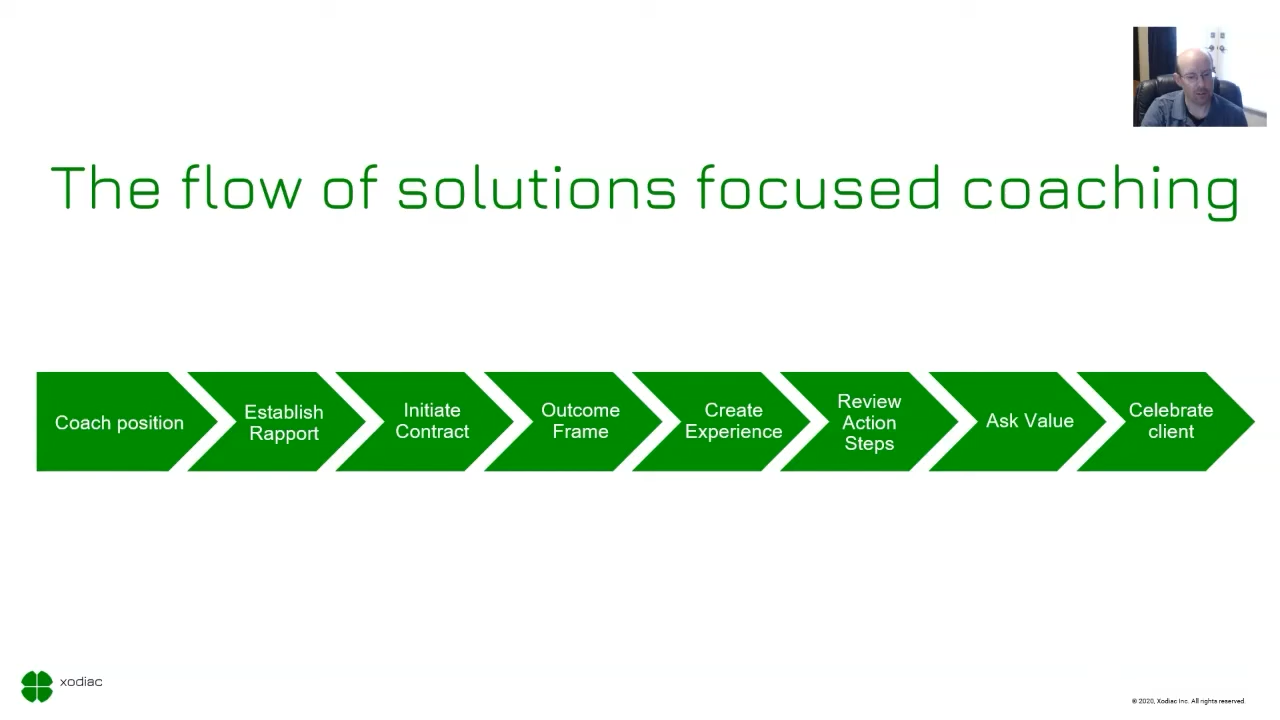 The flow of solutions focused coaching
Coach position
Establish
Rapport
Initiate
Contract
Outcome
Frame
Create
Experience
Review
Action
Steps
Ask Value
Celebrate
client
xodiac
© 2020, Xodiac Inc. All rights reserved.